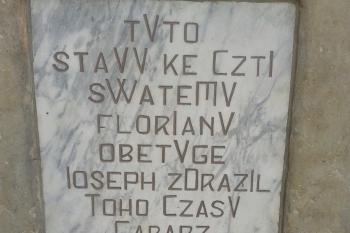 TVTO
STAVV KE CZTI
SWATEMV
FLORIANV
OBETVGE
IOSEPH ZDRAZIL
TOHO CZASV